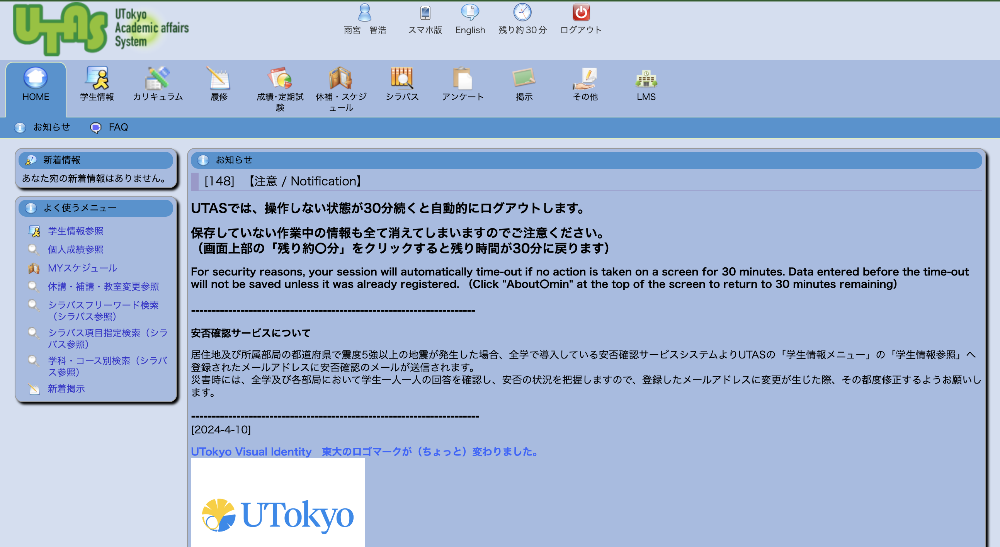 UTAS
UTokyo
Academic affairs
System
雨宮　智浩
スマホ版
English
残り約30分
ログアウト
HOME
学生情報
カリキュラム
履修
成績･定期試
験
休補・スケジ
ュール
シラバス
アンケート
掲示
その他
LMS
お知らせ
FAQ
新着情報
あなた宛の新着情報はありません。
よく使うメニュー
学生情報参照
個人成績参照
MYスケジュール
休講・補講・教室変更参照
シラバスフリーワード検索
（シラバス参照）
シラバス項目指定検索（シラ
バス参照）
学科・コース別検索（シラバ
ス参照）
新着掲示
お知らせ
[148]　【注意 / Notification】
UTASでは、操作しない状態が30分続くと自動的にログアウトします。
保存していない作業中の情報も全て消えてしまいますのでご注意ください。
（画面上部の「残り約〇分」をクリックすると残り時間が30分に戻ります）
For security reasons, your session will automatically time-out if no action is taken on a screen for 30 minutes. Data entered before the time-out
will not be saved unless it was already registered. （Click "About〇min" at the top of the screen to return to 30 minutes remaining）
----------------------------------------------------------------------
安否確認サービスについて
居住地及び所属部局の都道府県で震度5強以上の地震が発生した場合、全学で導入している安否確認サービスシステムよりUTASの「学生情報メニュー」の「学生情報参照」へ
登録されたメールアドレスに安否確認のメールが送信されます。
災害時には、全学及び各部局において学生一人一人の回答を確認し、安否の状況を把握しますので、登録したメールアドレスに変更が生じた際、その都度修正するようお願いし
ます。
-----------------------------------------------------------------------
[2024-4-10]
UTokyo Visual Identity　東大のロゴマークが（ちょっと）変わりました。
UTokyo